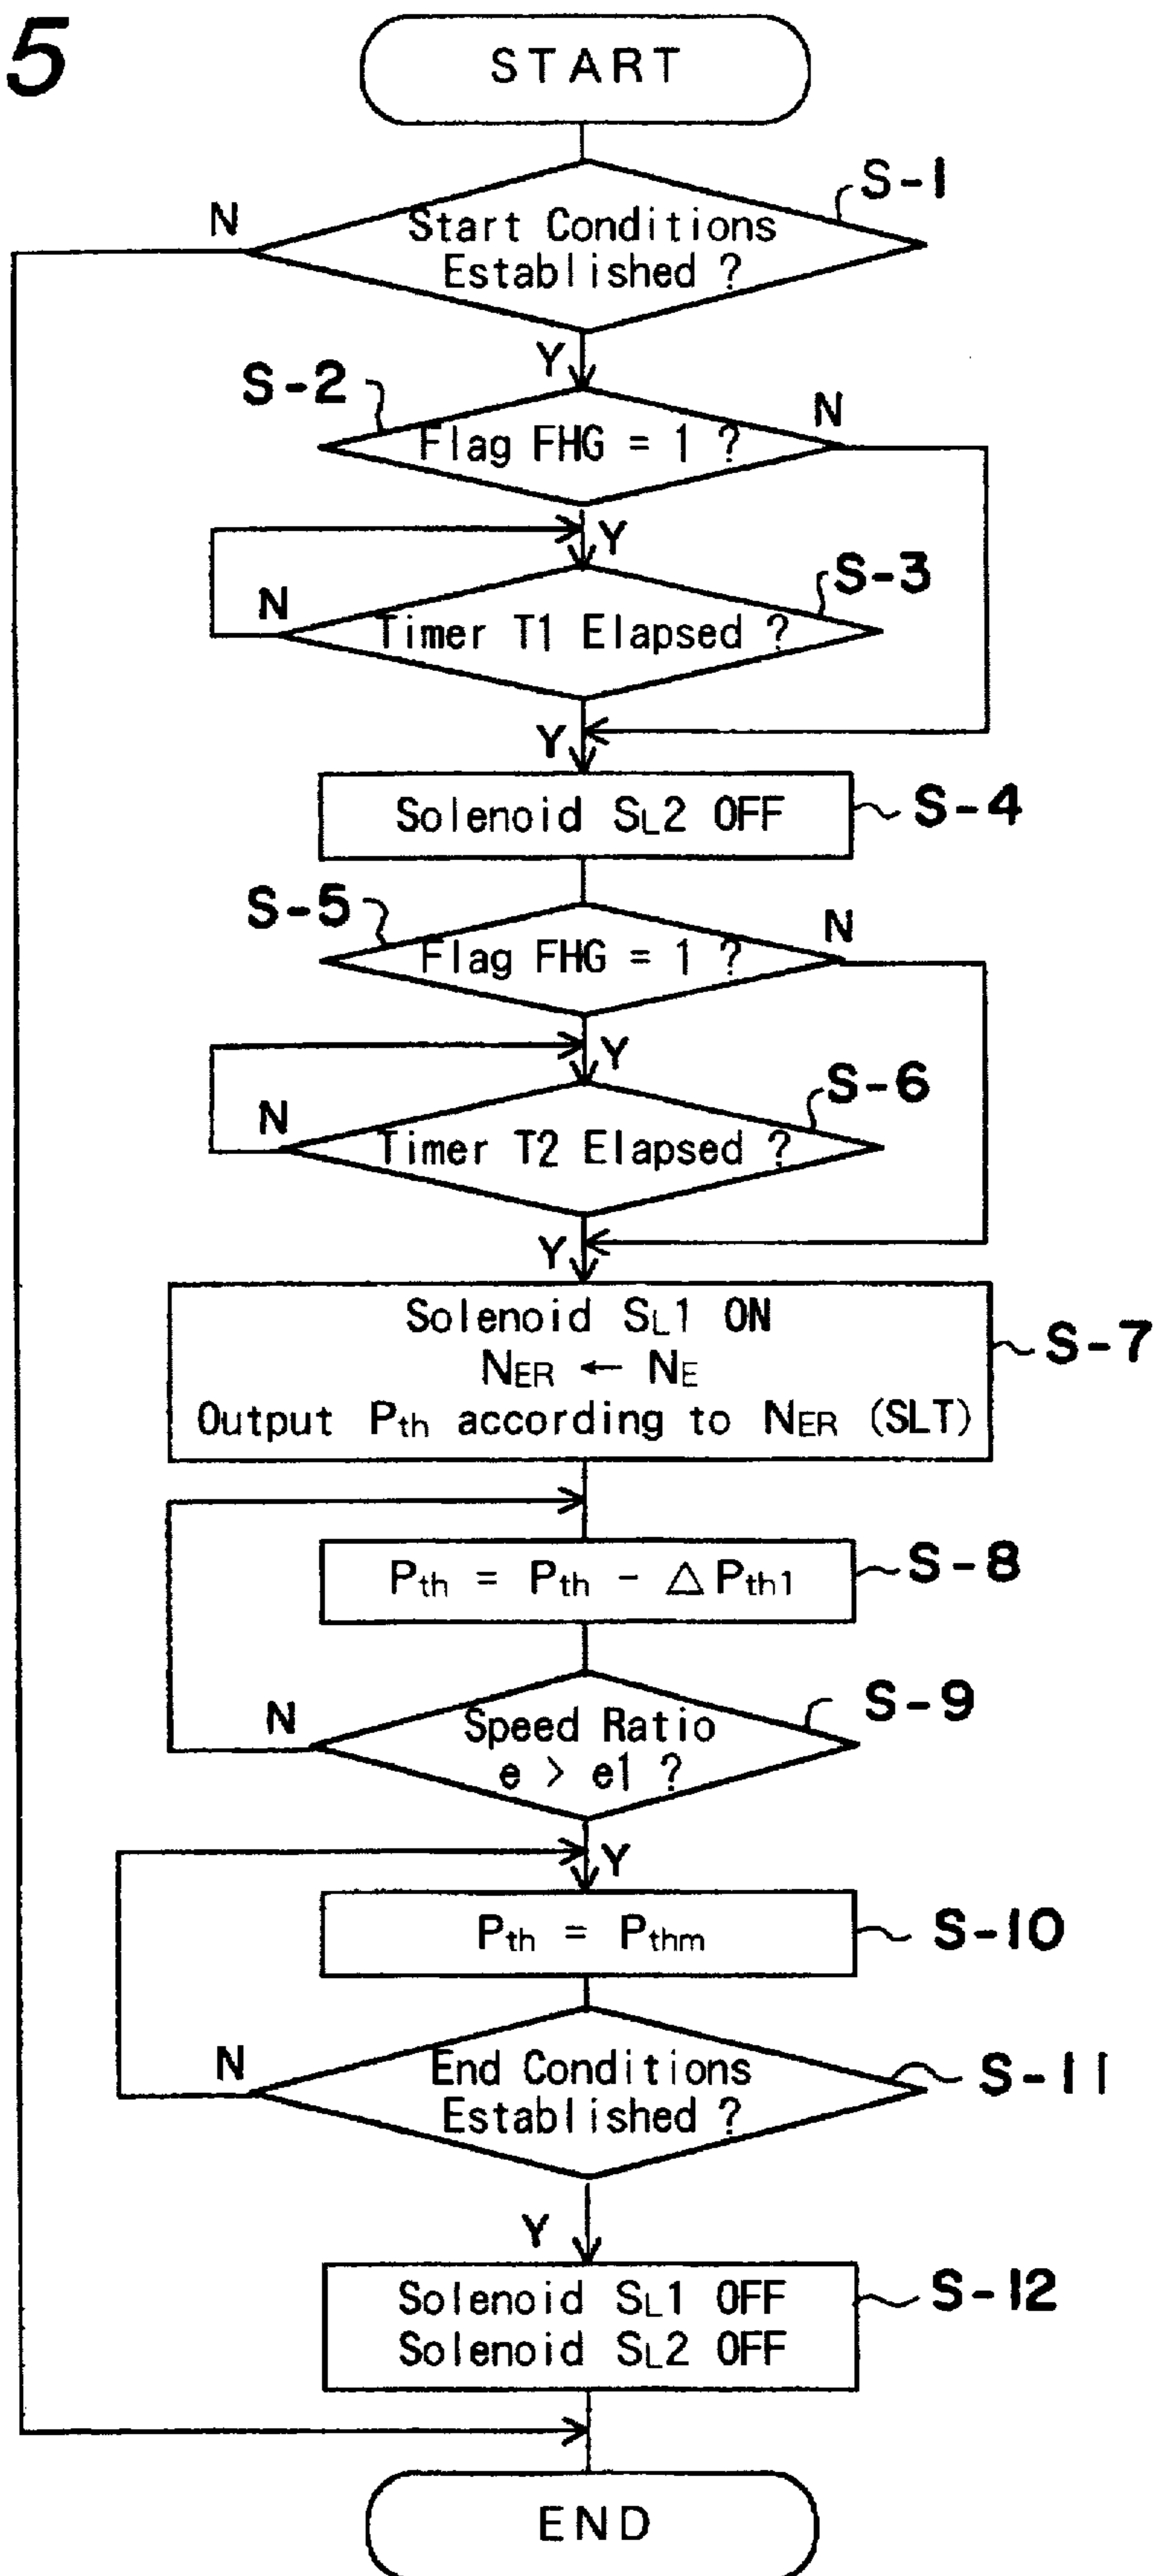 5
START
S-1
N
Start Conditions
Established ?
Y
S-2
N
Flag FHG = 1 ?
Y
S-3
N
Timer T1 Elapsed ?
Y
Solenoid SL2 OFF
S-4
S-5
N
Flag FHG = 1 ?
Y
S-6
N
Timer T2 Elapsed ?
Y
Solenoid SL1 ON
NER ← NE
Output Pth according to NER (SLT)
S-7
Pth = Pth - △Pth1
S-8
S-9
N
Speed Ratio
e > e1 ?
Y
Pth = Pthm
S-10
N
End Conditions
Established ?
S-11
Y
Solenoid SL1 OFF
Solenoid SL2 OFF
S-12
END